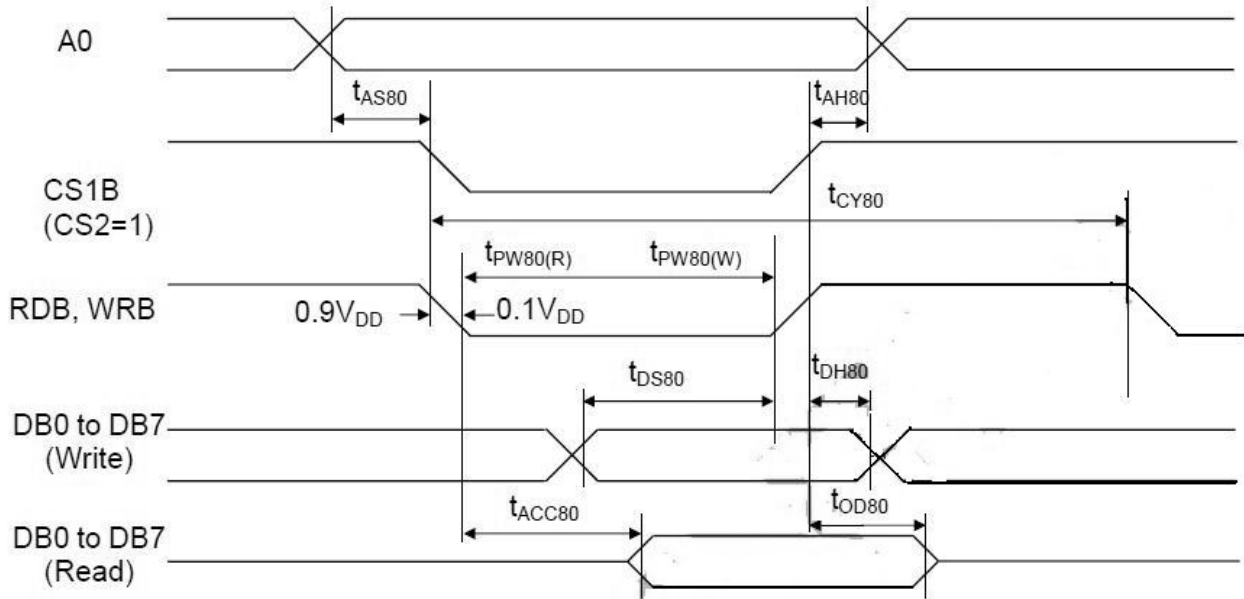 A0
tAS80
tAH80
CS1B
(CS2=1)
tCY80
tPW80(R)
tPW80(W)
RDB, WRB
0.9VDD
0.1VDD
tDS80
tDH80
DB0 to DB7
(Write)
tACC80
tOD80
DB0 to DB7
(Read)